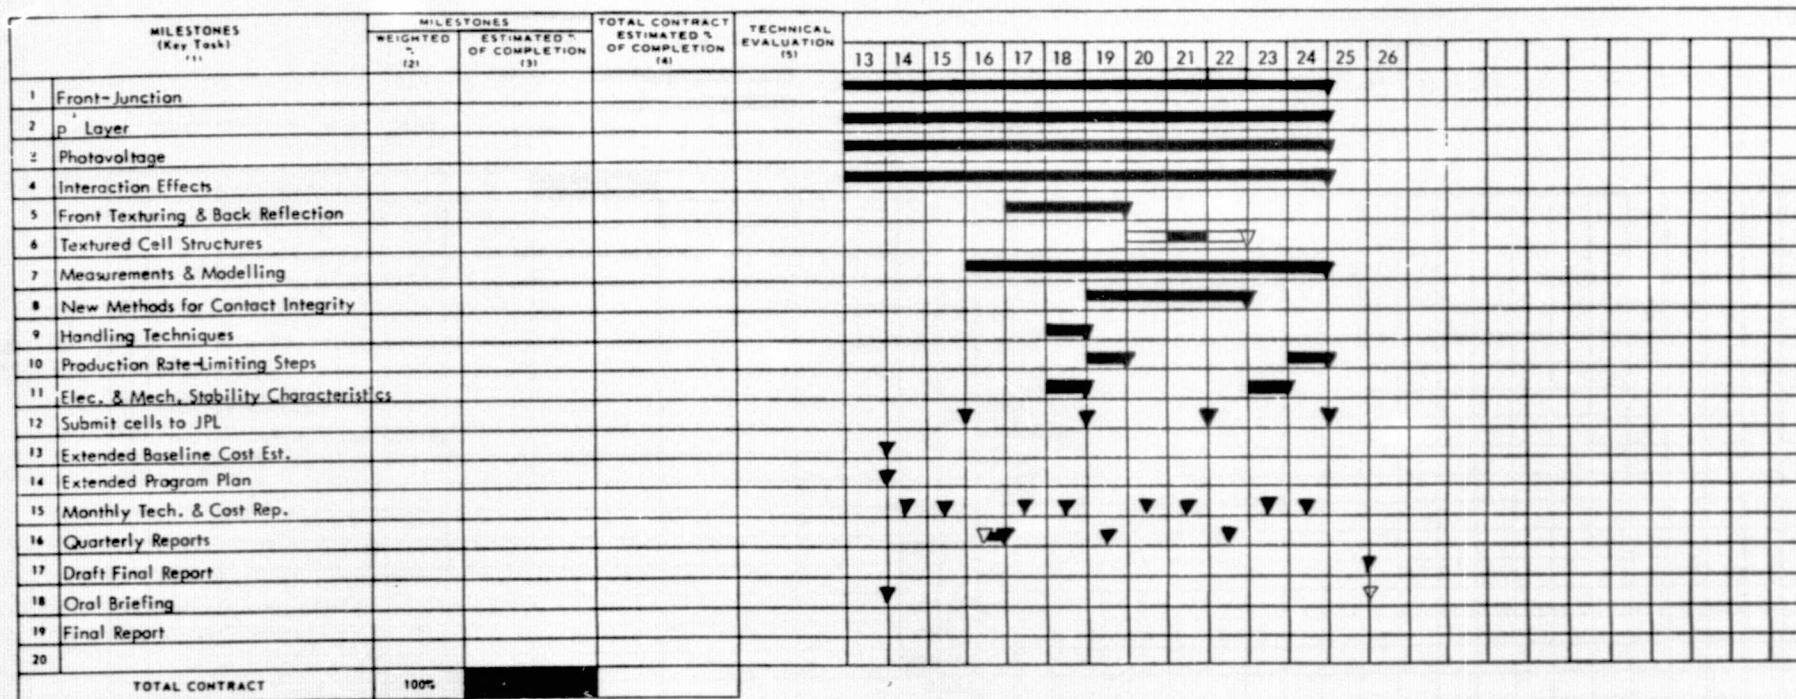 MILESTONES
(Key Task)
(1)
MILESTONES
WEIGHTED
%
(2)
ESTIMATED %
OF COMPLETION
(3)
TOTAL CONTRACT
ESTIMATED %
OF COMPLETION
(4)
TECHNICAL
EVALUATION
(5)
13 14 15 16 17 18 19 20 21 22 23 24 25 26
1 Front-Junction
2 p+ Layer
3 Photovoltage
4 Interaction Effects
5 Front Texturing & Back Reflection
6 Textured Cell Structures
7 Measurements & Modelling
8 New Methods for Contact Integrity
9 Handling Techniques
10 Production Rate-Limiting Steps
11 Elec. & Mech. Stability Characteristics
12 Submit cells to JPL
13 Extended Baseline Cost Est.
14 Extended Program Plan
15 Monthly Tech. & Cost Rep.
16 Quarterly Reports
17 Draft Final Report
18 Oral Briefing
19 Final Report
20
TOTAL CONTRACT 100%